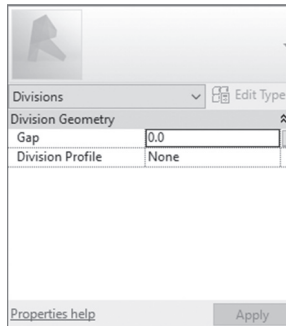 Divisions
Edit Type
Division Geometry
Gap 0.0
Division Profile None
Properties help
Apply